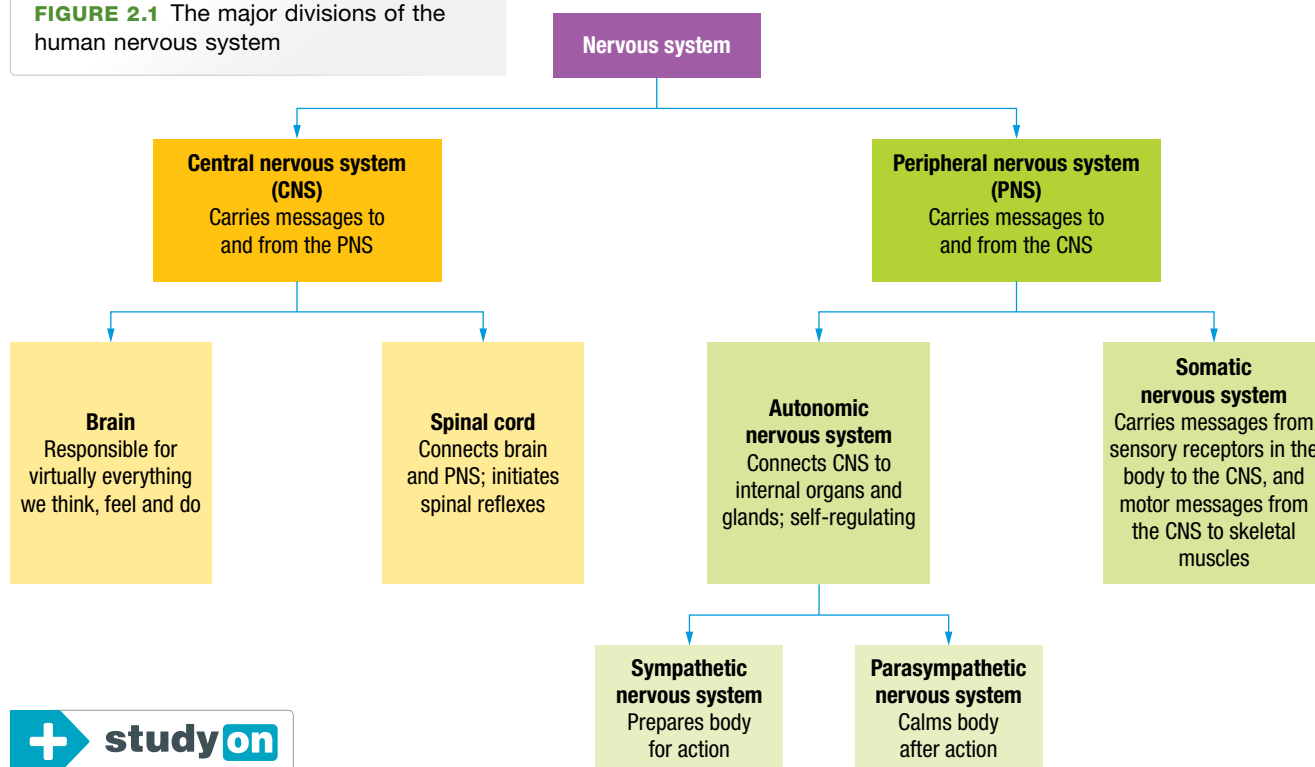 FIGURE 2.1 The major divisions of the
human nervous system
Nervous system
Central nervous system
(CNS)
Carries messages to
and from the PNS
Peripheral nervous system
(PNS)
Carries messages to
and from the CNS
Brain
Responsible for
virtually everything
we think, feel and do
Spinal cord
Connects brain
and PNS; initiates
spinal reflexes
Autonomic
nervous system
Connects CNS to
internal organs and
glands; self-regulating
Somatic
nervous system
Carries messages from
sensory receptors in the
body to the CNS, and
motor messages from
the CNS to skeletal
muscles
Sympathetic
nervous system
Prepares body
for action
Parasympathetic
nervous system
Calms body
after action
+ studyon